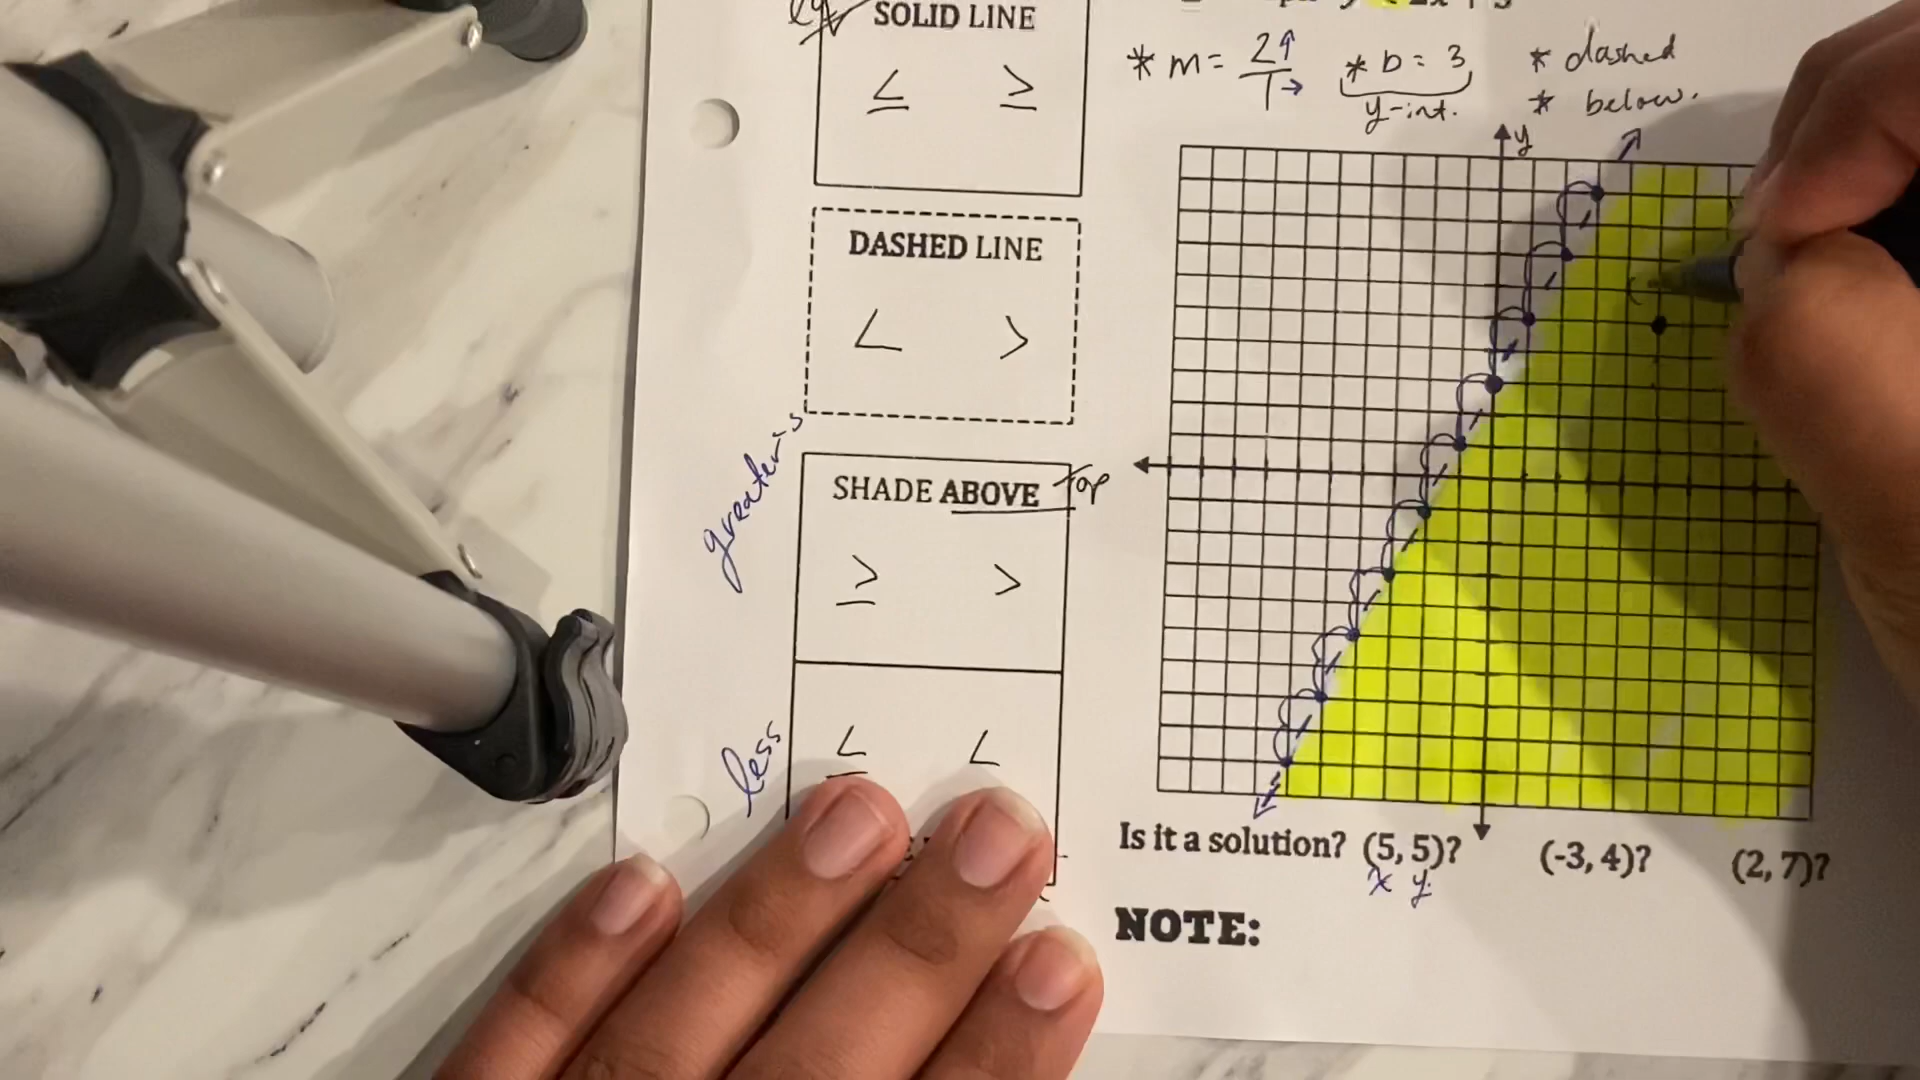 SOLID LINE
≤ ≥
DASHED LINE
< >
greater's
SHADE ABOVE Top
≥ >
less
≤ <
* m = 2↑ / 1→ * b = 3 * dashed
y-int. * below.
y
Is it a solution? (5, 5)? (-3, 4)? (2, 7)?
x y
NOTE: